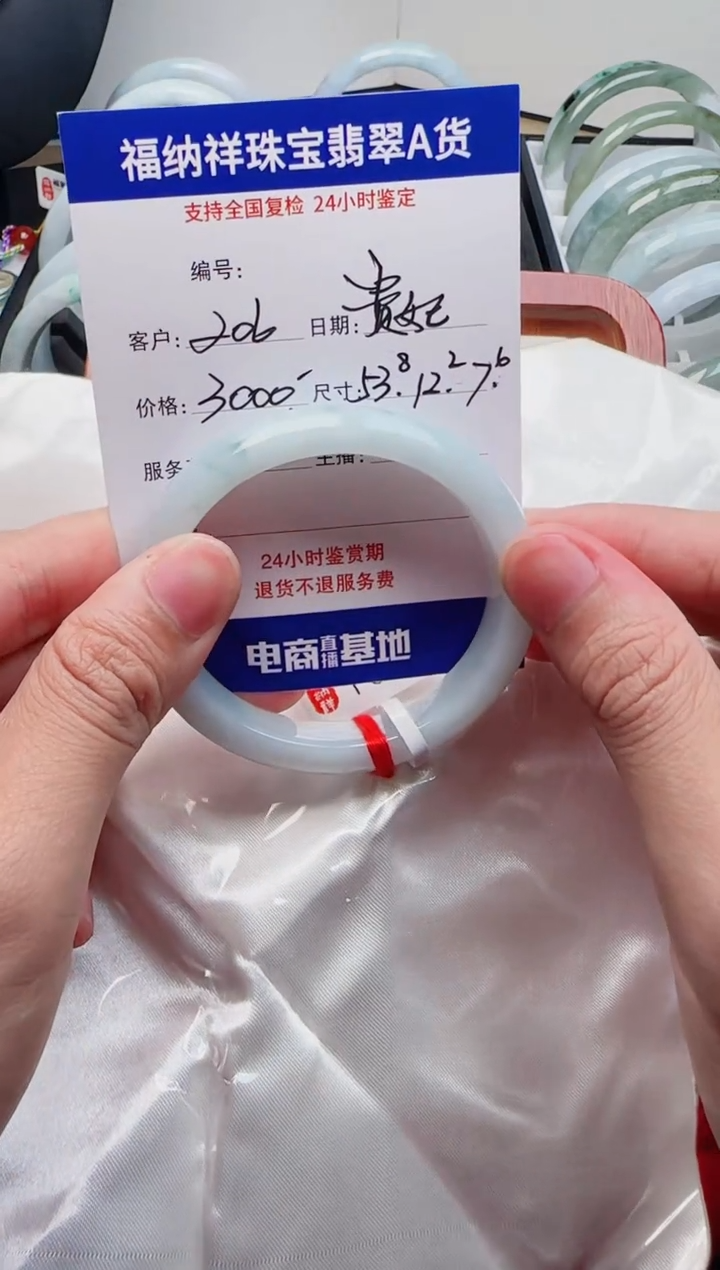 福纳祥珠宝翡翠A货
支持全国复检 24小时鉴定
编号:
客户: 206 日期: 贵妃
价格: 3000 尺寸: 53.8 12.2 7.6
服务 主播:
24小时鉴赏期
退货不退服务费
电商直播基地